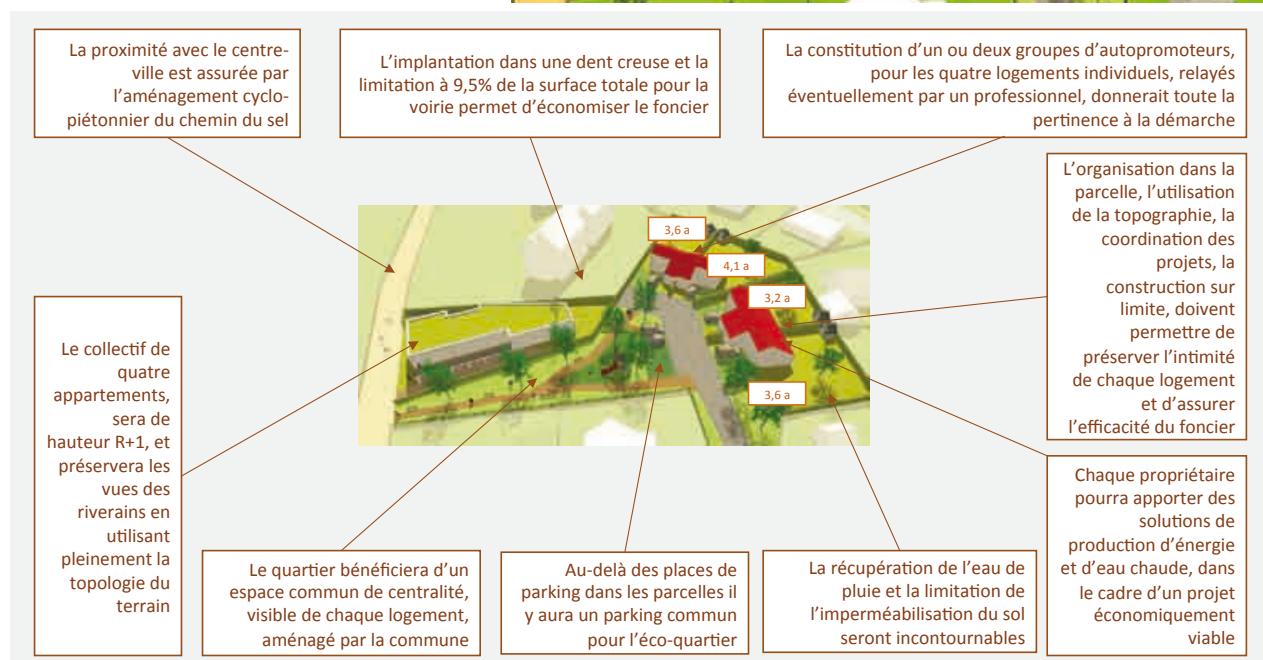 La proximité avec le centre-
ville est assurée par
l'aménagement cyclo-
piétonnier du chemin du sel
L'implantation dans une dent creuse et la
limitation à 9,5% de la surface totale pour la
voirie permet d'économiser le foncier
La constitution d'un ou deux groupes d'autopromoteurs,
pour les quatre logements individuels, relayés
éventuellement par un professionnel, donnerait toute la
pertinence à la démarche
L'organisation dans la
parcelle, l'utilisation
de la topographie, la
coordination des
projets, la
construction sur
limite, doivent
permettre de
préserver l'intimité
de chaque logement
et d'assurer
l'efficacité du foncier
3,6 a
4,1 a
3,2 a
3,6 a
Le collectif de
quatre
appartements,
sera de
hauteur R+1, et
préservera les
vues des
riverains en
utilisant
pleinement la
topologie du
terrain
Le quartier bénéficiera d'un
espace commun de centralité,
visible de chaque logement,
aménagé par la commune
Au-delà des places de
parking dans les parcelles il
y aura un parking commun
pour l'éco-quartier
La récupération de l'eau de
pluie et la limitation de
l'imperméabilisation du sol
seront incontournables
Chaque propriétaire
pourra apporter des
solutions de
production d'énergie
et d'eau chaude, dans
le cadre d'un projet
économiquement
viable